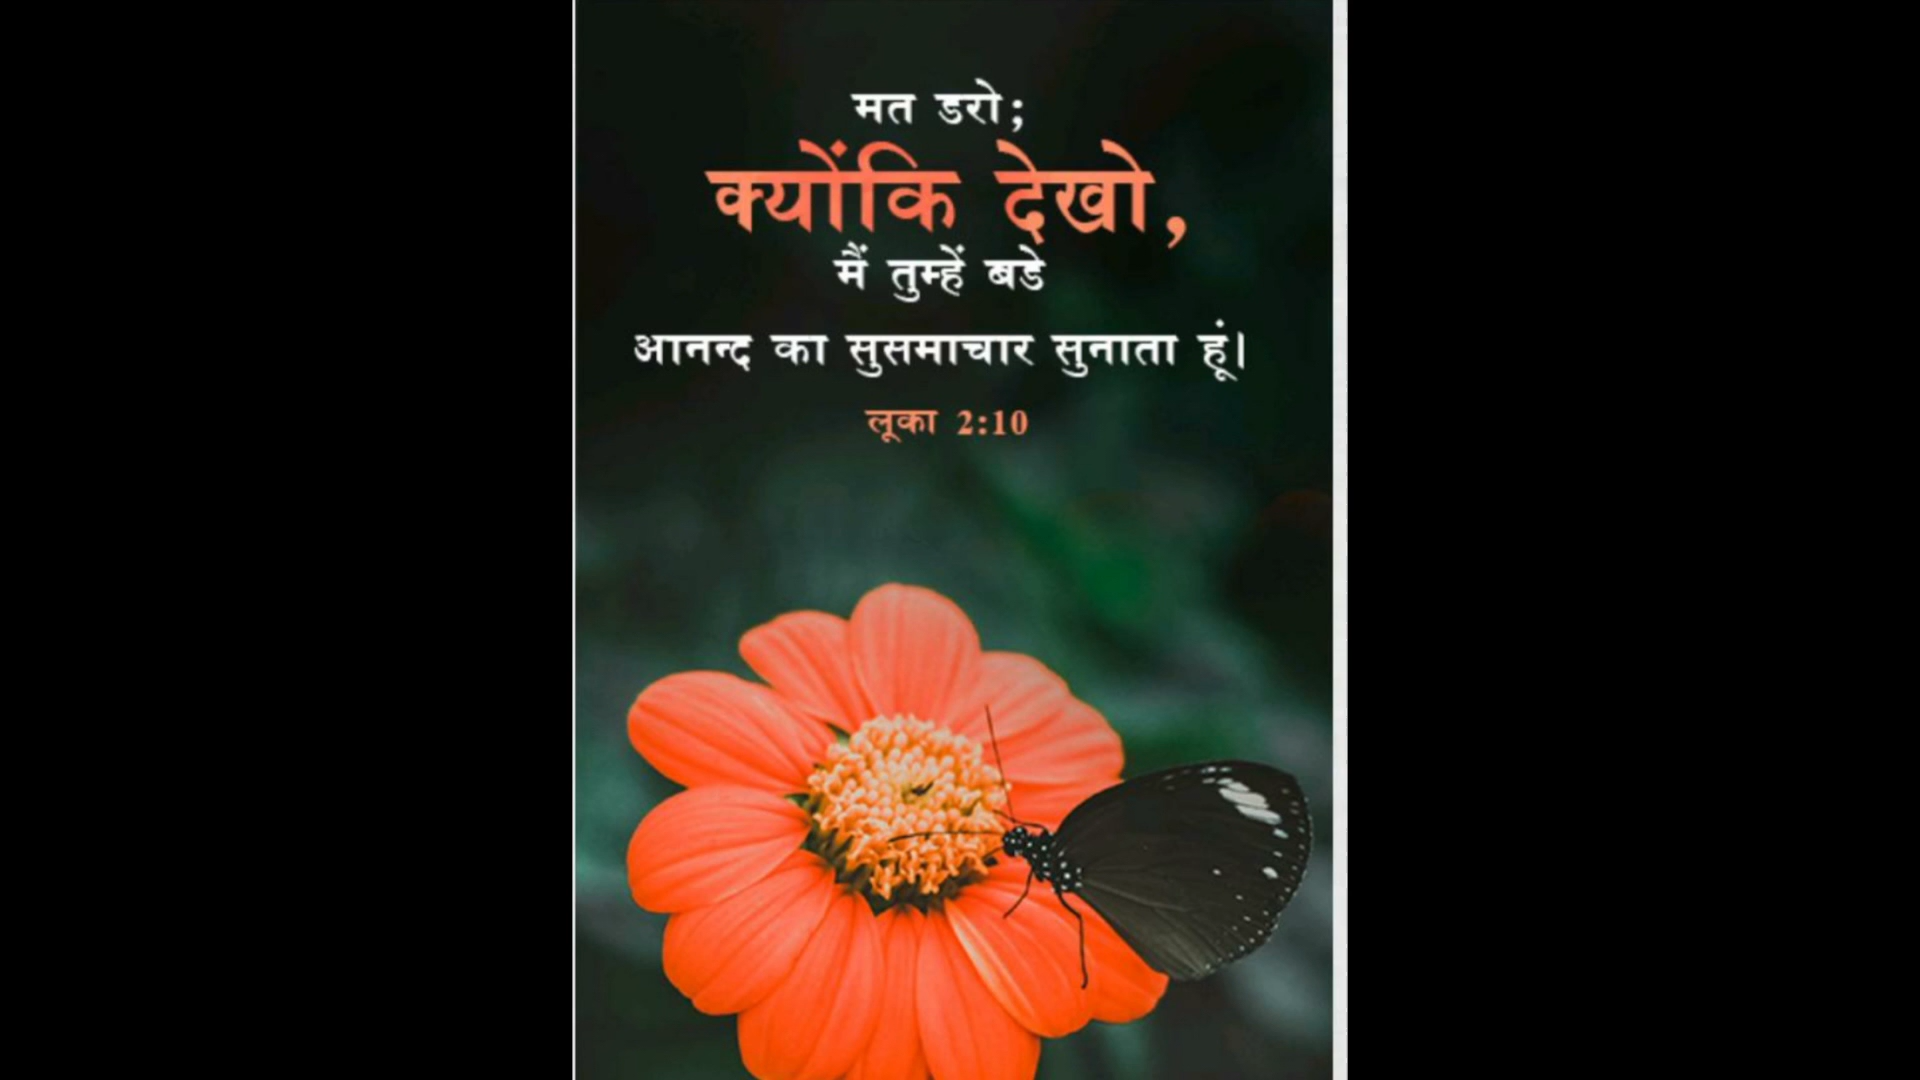 मत डरो;
क्योंकि देखो,
मैं तुम्हें बडे
आनन्द का सुसमाचार सुनाता हूं।
लूका 2:10